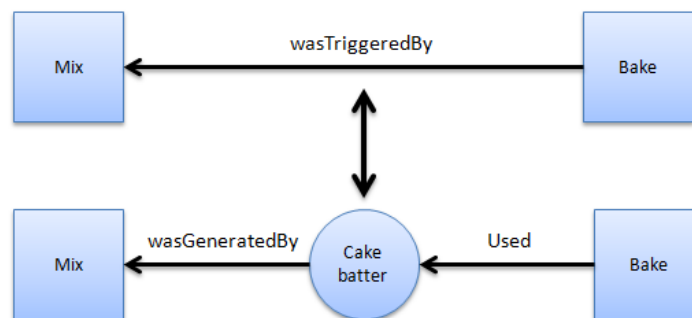 wasTriggeredBy
Mix
Bake
wasGeneratedBy
Used
Mix
Cake
batter
Bake